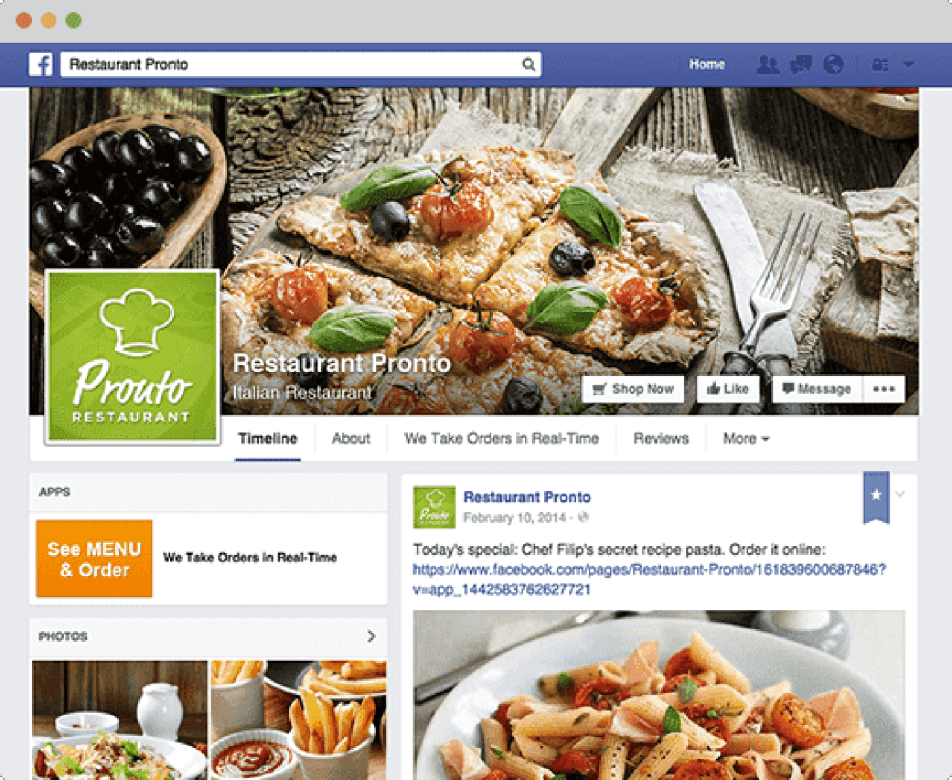 Restaurant Pronto
Home
Pronto
RESTAURANT
Restaurant Pronto
Italian Restaurant
Shop Now
Like
Message
Timeline
About
We Take Orders in Real-Time
Reviews
More
APPS
See MENU
& Order
We Take Orders in Real-Time
PHOTOS
Pronto
Restaurant Pronto
February 10, 2014 ·
Today's special: Chef Filip's secret recipe pasta. Order it online:
https://www.facebook.com/pages/Restaurant-Pronto/161839600687846?
v=app_1442583762627721